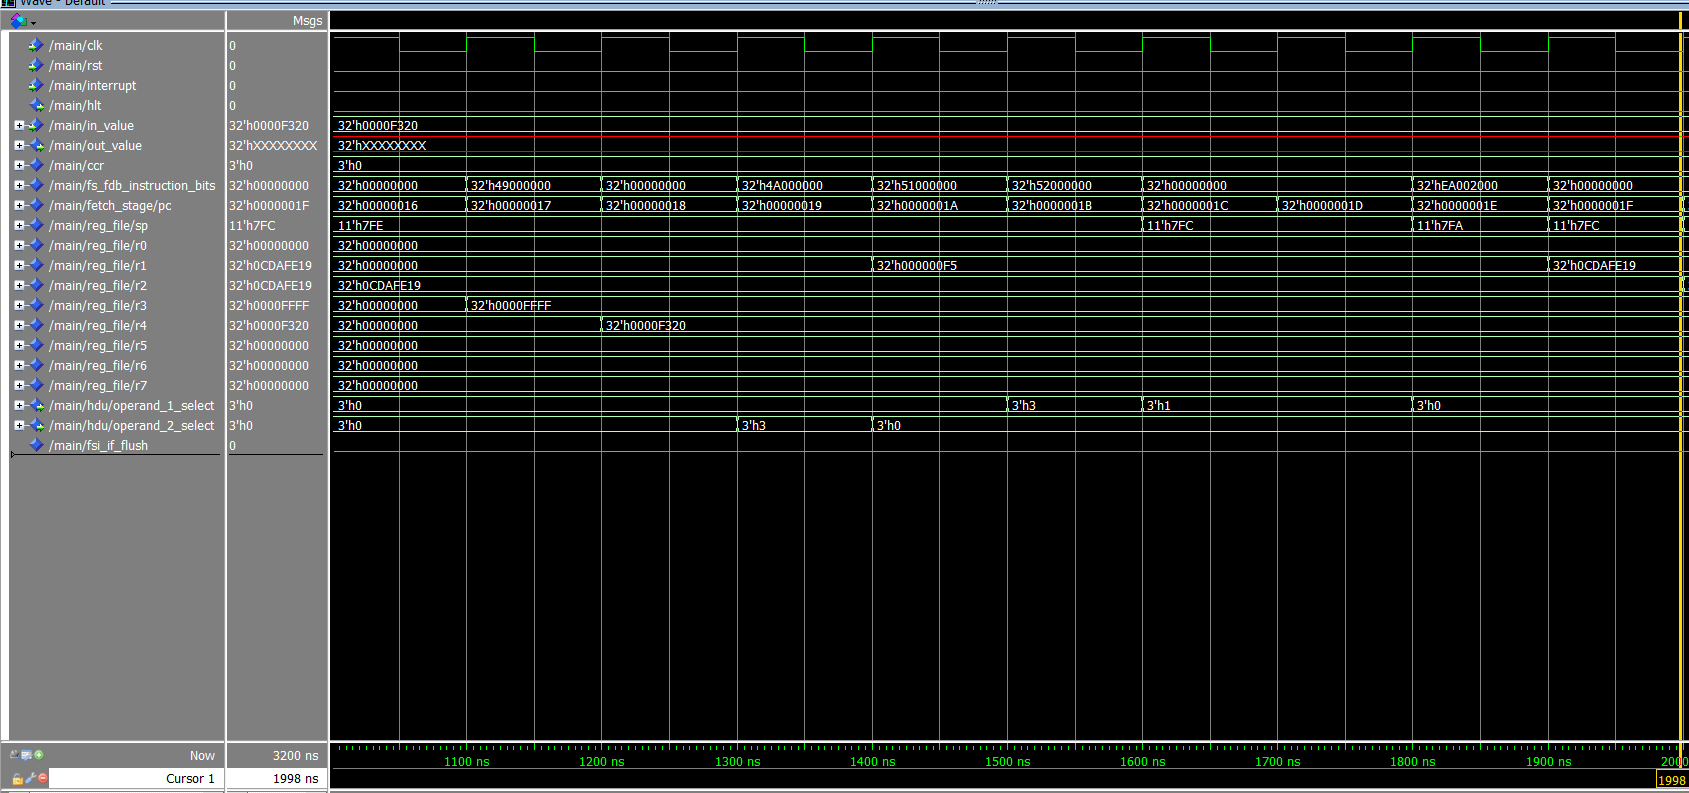 Wave - Default
Msgs
/main/clk 0
/main/rst 0
/main/interrupt 0
/main/hlt 0
/main/in_value 32'h0000F320 32'h0000F320
/main/out_value 32'hXXXXXXXX 32'hXXXXXXXX
/main/ccr 3'h0 3'h0
/main/fs_fdb_instruction_bits 32'h00000000 32'h00000000 32'h49000000 32'h00000000 32'h4A000000 32'h51000000 32'h52000000 32'h00000000 32'hEA002000 32'h00000000
/main/fetch_stage/pc 32'h0000001F 32'h00000016 32'h00000017 32'h00000018 32'h00000019 32'h0000001A 32'h0000001B 32'h0000001C 32'h0000001D 32'h0000001E 32'h0000001F
/main/reg_file/sp 11'h7FC 11'h7FE 11'h7FC 11'h7FA 11'h7FC
/main/reg_file/r0 32'h00000000 32'h00000000
/main/reg_file/r1 32'h0CDAFE19 32'h00000000 32'h000000F5 32'h0CDAFE19
/main/reg_file/r2 32'h0CDAFE19 32'h0CDAFE19
/main/reg_file/r3 32'h0000FFFF 32'h00000000 32'h0000FFFF
/main/reg_file/r4 32'h0000F320 32'h00000000 32'h0000F320
/main/reg_file/r5 32'h00000000 32'h00000000
/main/reg_file/r6 32'h00000000 32'h00000000
/main/reg_file/r7 32'h00000000 32'h00000000
/main/hdu/operand_1_select 3'h0 3'h0 3'h3 3'h1 3'h0
/main/hdu/operand_2_select 3'h0 3'h0 3'h3 3'h0
/main/fsi_if_flush 0
Now 3200 ns 1100 ns 1200 ns 1300 ns 1400 ns 1500 ns 1600 ns 1700 ns 1800 ns 1900 ns 2000
Cursor 1 1998 ns 1998